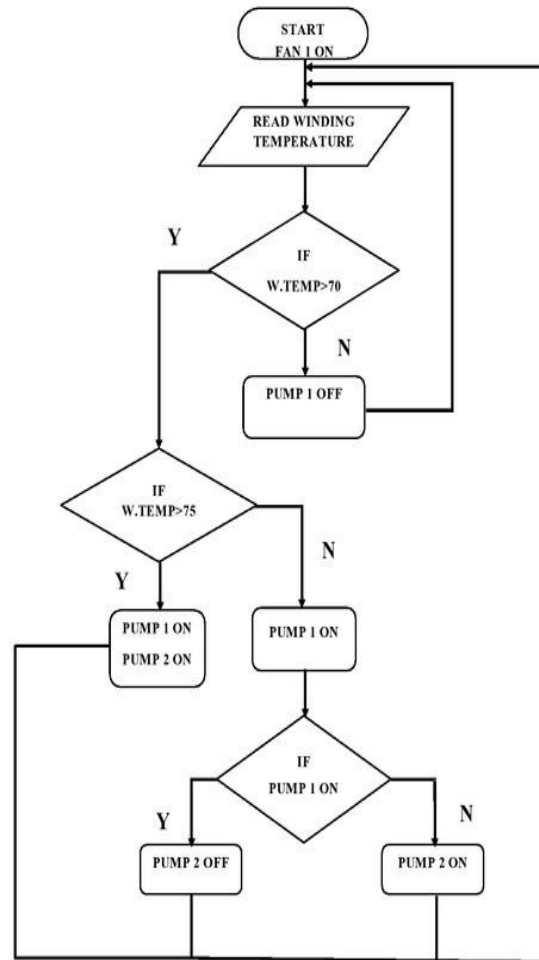 START
FAN 1 ON
READ WINDING
TEMPERATURE
Y
IF
W.TEMP>70
N
PUMP 1 OFF
IF
W.TEMP>75
N
Y
PUMP 1 ON
PUMP 2 ON
PUMP 1 ON
IF
PUMP 1 ON
Y
N
PUMP 2 OFF
PUMP 2 ON